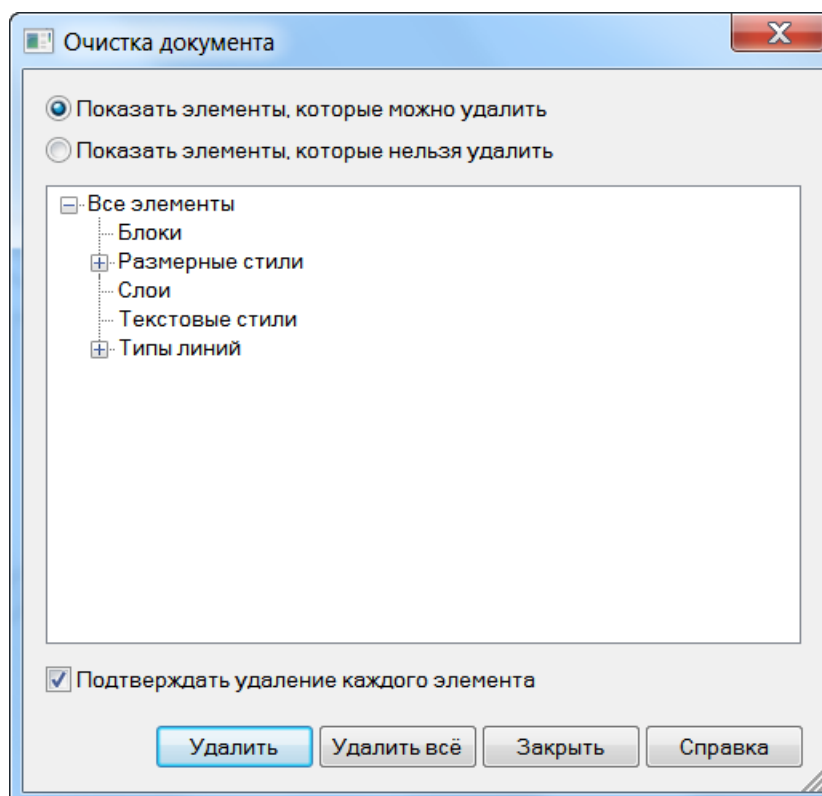 Очистка документа
Показать элементы, которые можно удалить
Показать элементы, которые нельзя удалить
Все элементы
Блоки
Размерные стили
Слои
Текстовые стили
Типы линий
Подтверждать удаление каждого элемента
Удалить Удалить всё Закрыть Справка